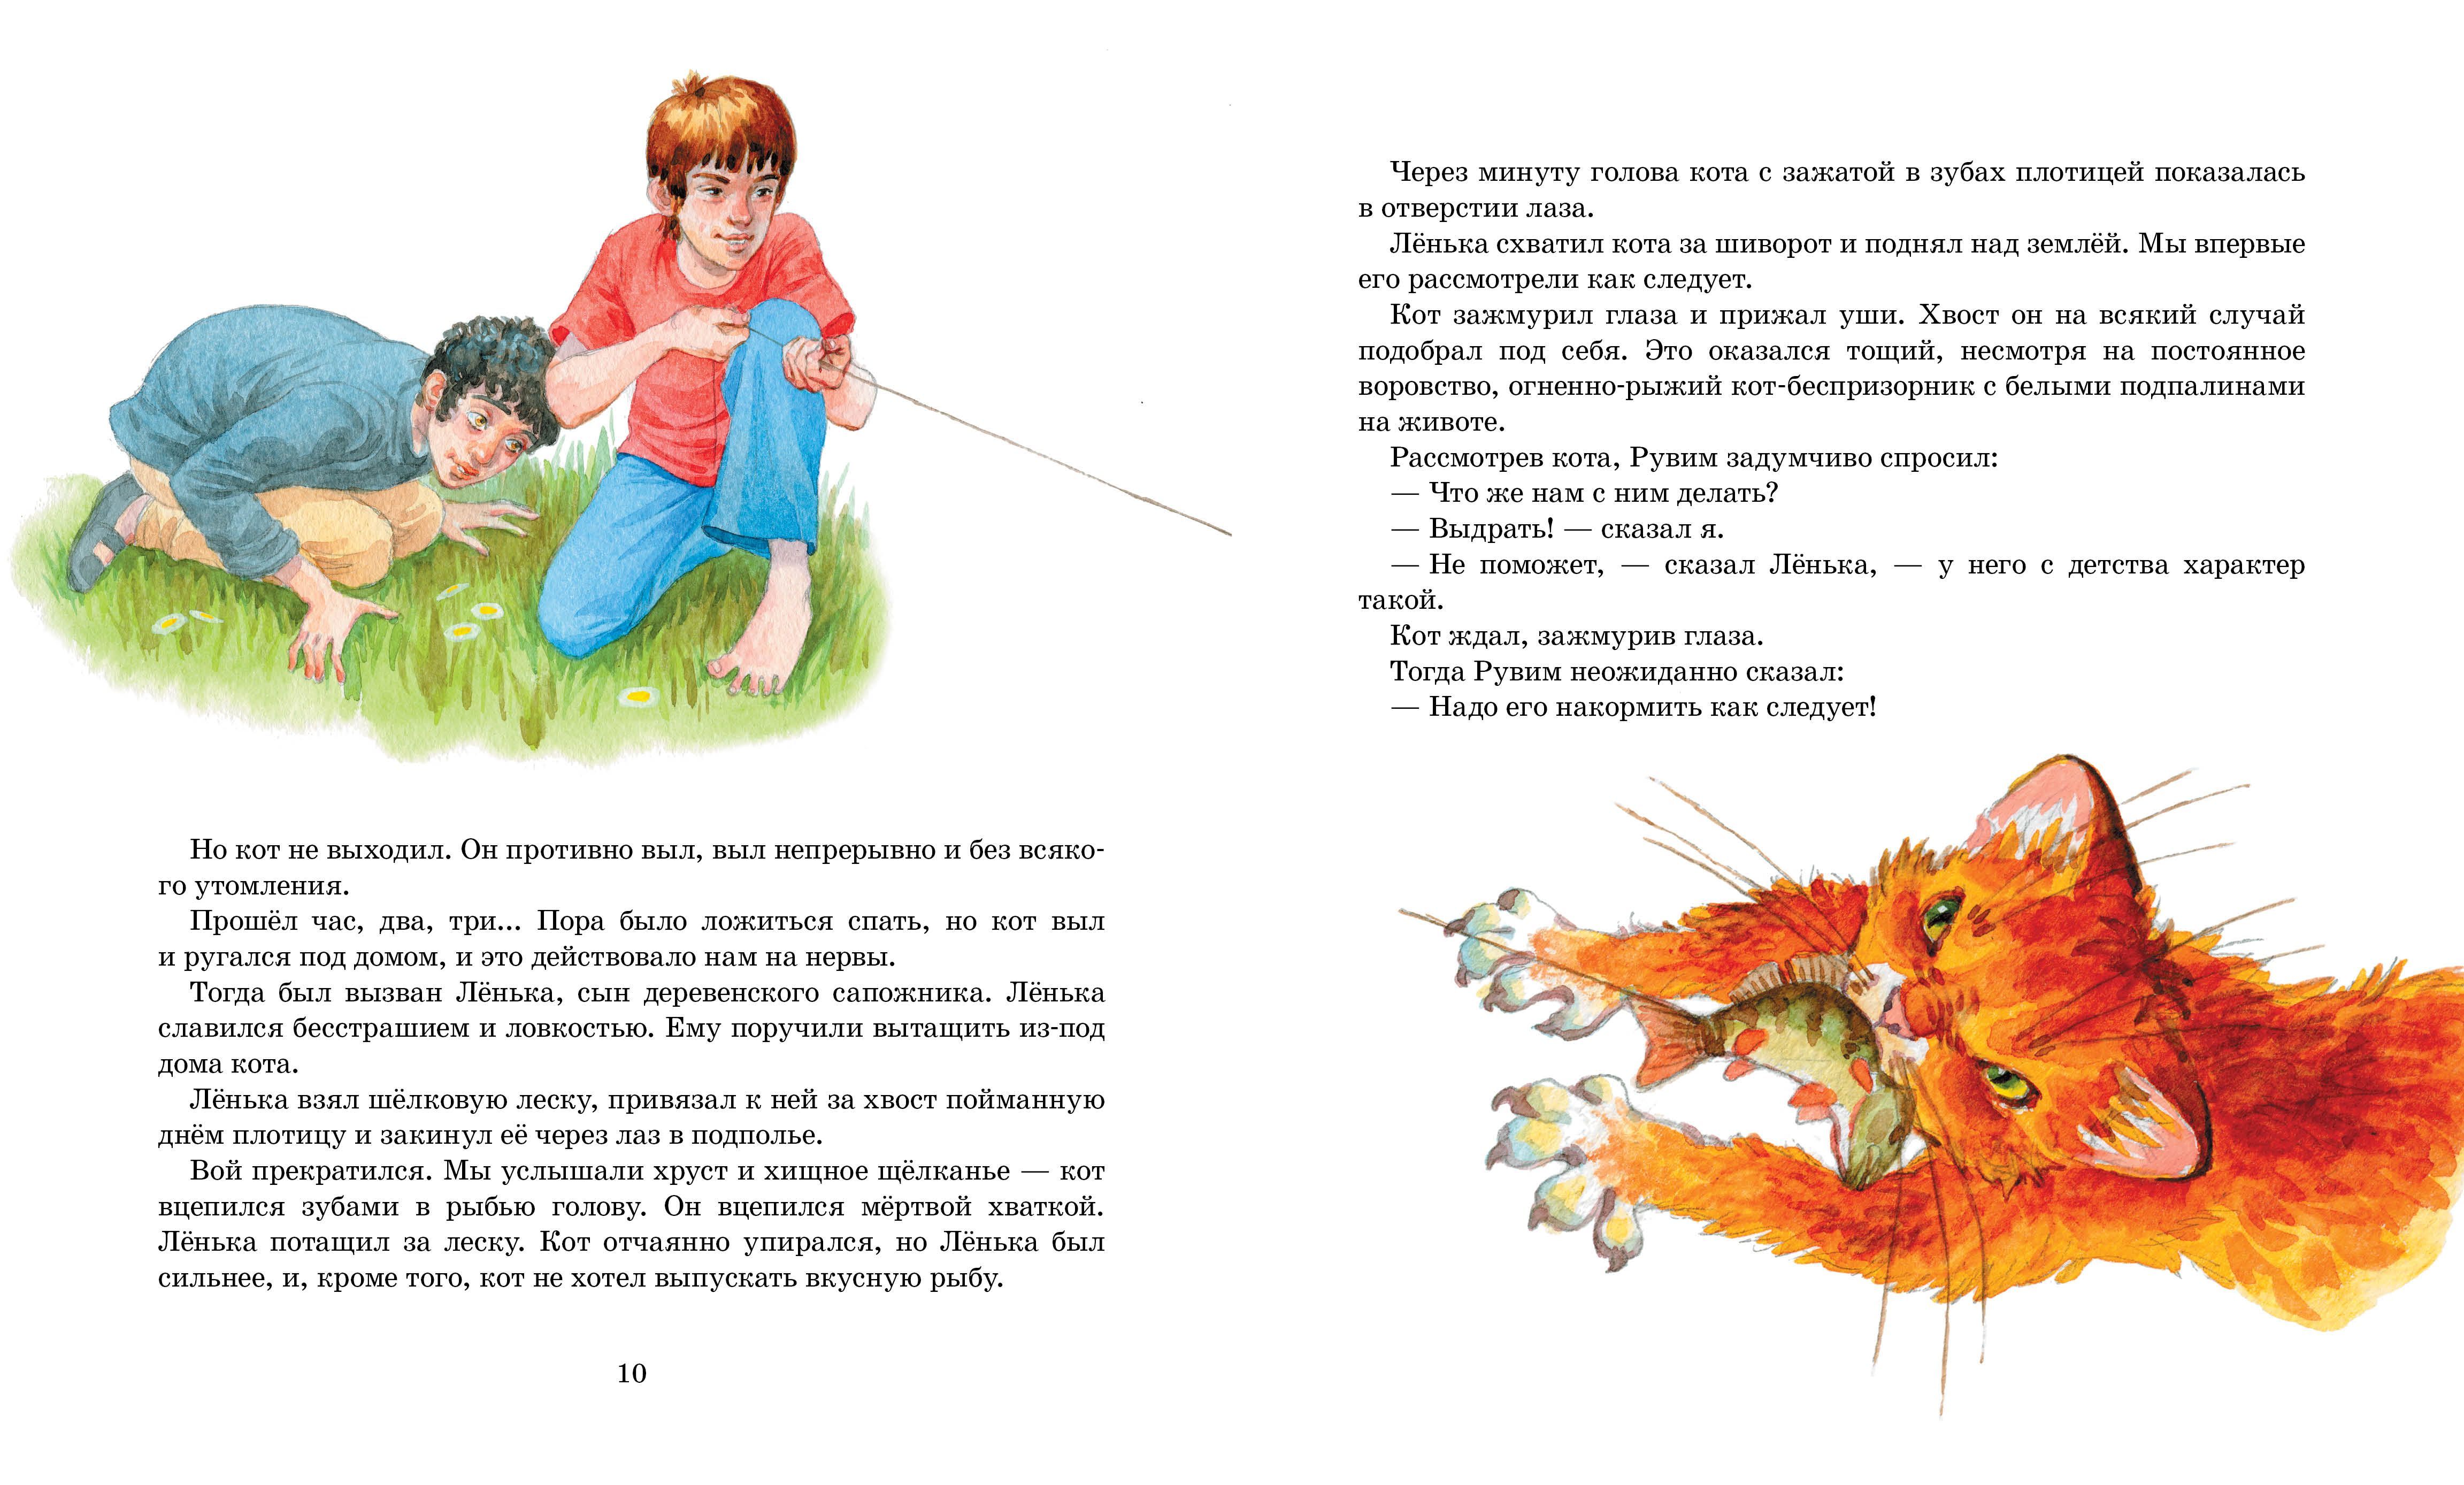 Но кот не выходил. Он противно выл, выл непрерывно и без всяко-
го утомления.
Прошёл час, два, три... Пора было ложиться спать, но кот выл
и ругался под домом, и это действовало нам на нервы.
Тогда был вызван Лёнька, сын деревенского сапожника. Лёнька
славился бесстрашием и ловкостью. Ему поручили вытащить из-под
дома кота.
Лёнька взял шёлковую леску, привязал к ней за хвост пойманную
днём плотицу и закинул её через лаз в подполье.
Вой прекратился. Мы услышали хруст и хищное щёлканье — кот
вцепился зубами в рыбью голову. Он вцепился мёртвой хваткой.
Лёнька потащил за леску. Кот отчаянно упирался, но Лёнька был
сильнее, и, кроме того, кот не хотел выпускать вкусную рыбу.
10
Через минуту голова кота с зажатой в зубах плотицей показалась
в отверстии лаза.
Лёнька схватил кота за шиворот и поднял над землёй. Мы впервые
его рассмотрели как следует.
Кот зажмурил глаза и прижал уши. Хвост он на всякий случай
подобрал под себя. Это оказался тощий, несмотря на постоянное
воровство, огненно-рыжий кот-беспризорник с белыми подпалинами
на животе.
Рассмотрев кота, Рувим задумчиво спросил:
— Что же нам с ним делать?
— Выдрать! — сказал я.
— Не поможет, — сказал Лёнька, — у него с детства характер
такой.
Кот ждал, зажмурив глаза.
Тогда Рувим неожиданно сказал:
— Надо его накормить как следует!